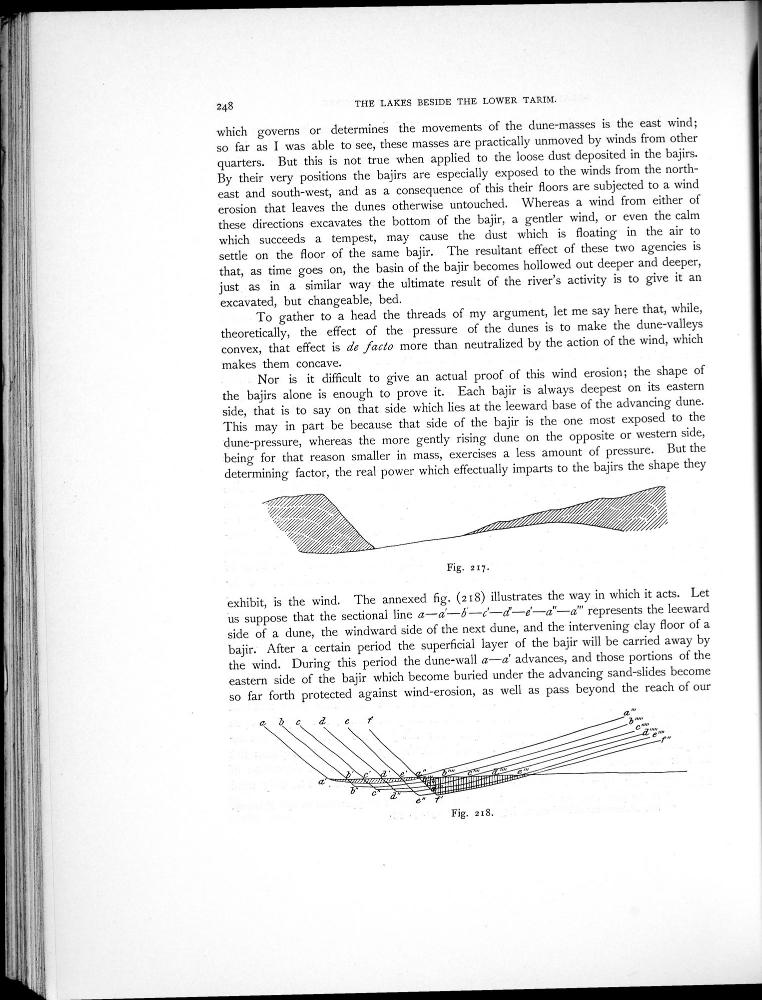 248
THE LAKES BESIDE THE LOWER TARIM.
which governs or determines the movements of the dune-masses is the east wind;
so far as I was able to see, these masses are practically unmoved by winds from other
quarters. But this is not true when applied to the loose dust deposited in the bajirs.
By their very positions the bajirs are especially exposed to the winds from the north-
east and south-west, and as a consequence of this their floors are subjected to a wind
erosion that leaves the dunes otherwise untouched. Whereas a wind from either of
these directions excavates the bottom of the bajir, a gentler wind, or even the calm
which succeeds a tempest, may cause the dust which is floating in the air to
settle on the floor of the same bajir. The resultant effect of these two agencies is
that, as time goes on, the basin of the bajir becomes hollowed out deeper and deeper,
just as in a similar way the ultimate result of the river's activity is to give it an
excavated, but changeable, bed.
To gather to a head the threads of my argument, let me say here that, while,
theoretically, the effect of the pressure of the dunes is to make the dune-valleys
convex, that effect is de facto more than neutralized by the action of the wind, which
makes them concave.
Nor is it difficult to give an actual proof of this wind erosion; the shape of
the bajirs alone is enough to prove it. Each bajir is always deepest on its eastern
side, that is to say on that side which lies at the leeward base of the advancing dune.
This may in part be because that side of the bajir is the one most exposed to the
dune-pressure, whereas the more gently rising dune on the opposite or western side,
being for that reason smaller in mass, exercises a less amount of pressure. But the
determining factor, the real power which effectually imparts to the bajirs the shape they
Fig. 217.
exhibit, is the wind. The annexed fig. (218) illustrates the way in which it acts. Let
us suppose that the sectional line a—a'—b'—c'—d'—e'—a''—a''' represents the leeward
side of a dune, the windward side of the next dune, and the intervening clay floor of a
bajir. After a certain period the superficial layer of the bajir will be carried away by
the wind. During this period the dune-wall a—a' advances, and those portions of the
eastern side of the bajir which become buried under the advancing sand-slides become
so far forth protected against wind-erosion, as well as pass beyond the reach of our
a b c d e f
a'''
b''''
c''''
d''''
e''''
f''
a' b' c' d' e' a'' b''' c''' d''' e'''
b'' c'' d'' e'' f'
Fig. 218.